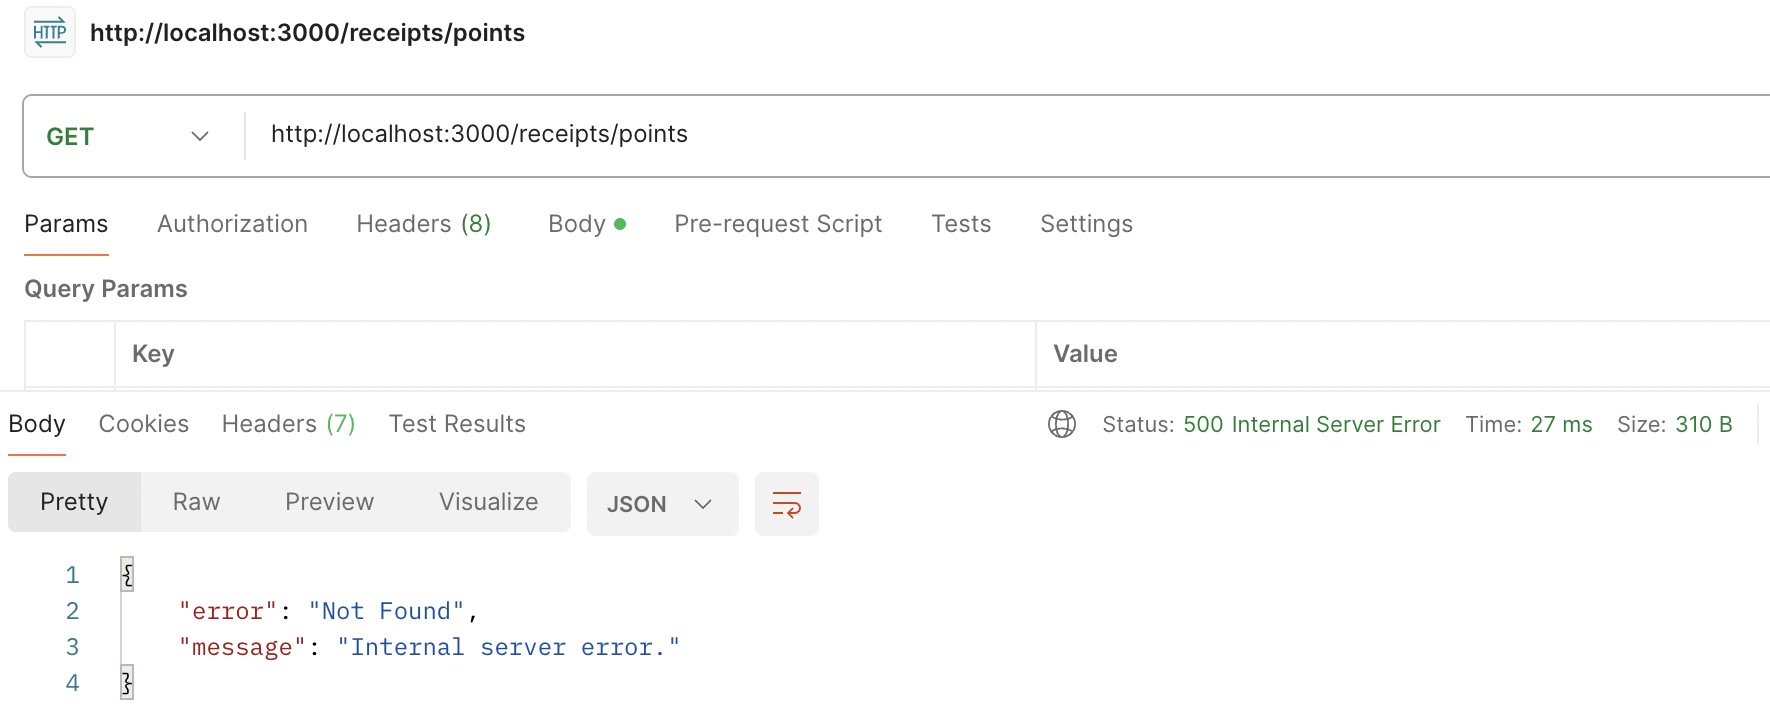 HTTP http://localhost:3000/receipts/points
GET http://localhost:3000/receipts/points
Params Authorization Headers (8) Body Pre-request Script Tests Settings
Query Params
Key Value
Body Cookies Headers (7) Test Results Status: 500 Internal Server Error Time: 27 ms Size: 310 B
Pretty Raw Preview Visualize JSON
1 {
2 "error": "Not Found",
3 "message": "Internal server error."
4 }